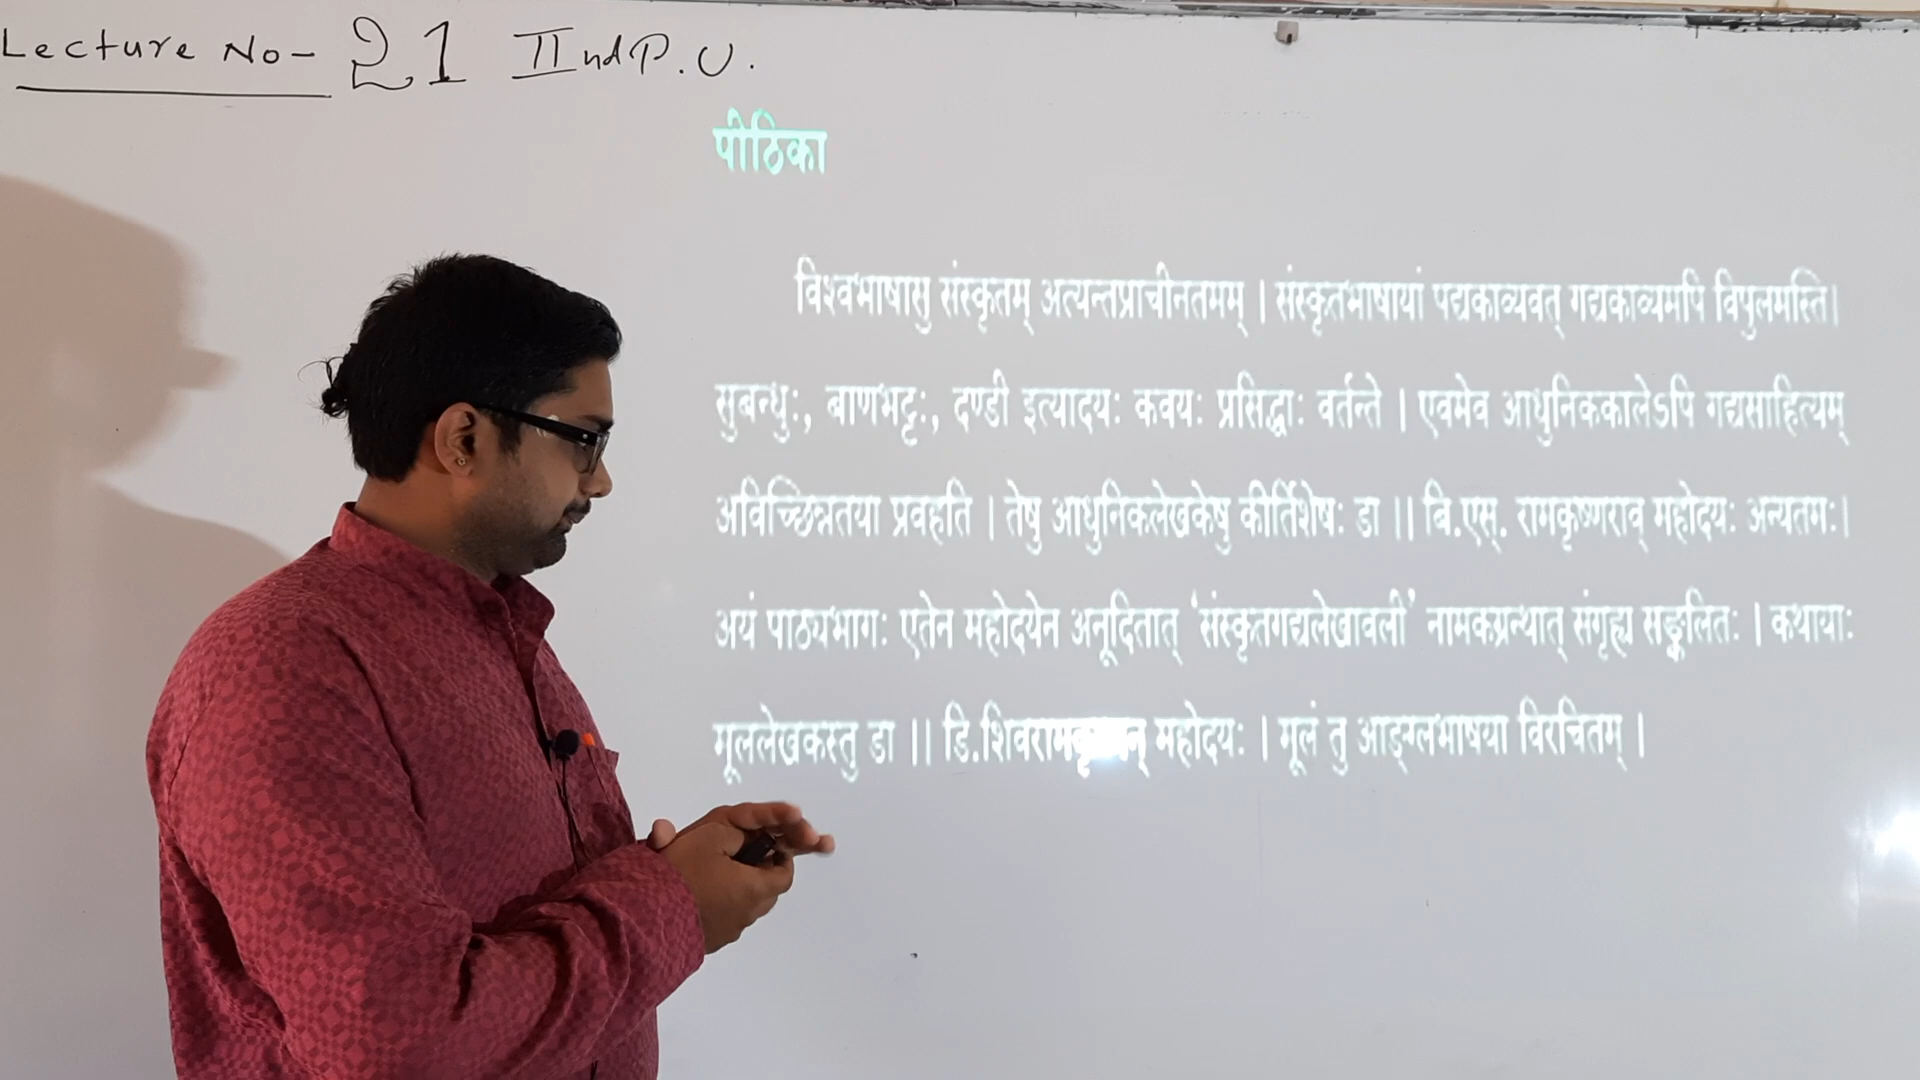 Lecture No- 21 IInd P.U.
पीठिका
विश्वभाषासु संस्कृतम् अत्यन्तप्राचीनतमम् । संस्कृतभाषायां पद्यकाव्यवत् गद्यकाव्यमपि विपुलमस्ति।
सुबन्धुः, बाणभट्टः, दण्डी इत्यादयः कवयः प्रसिद्धाः वर्तन्ते । एवमेव आधुनिककालेऽपि गद्यसाहित्यम्
अविच्छिन्नतया प्रवहति । तेषु आधुनिकलेखकेषु कीर्तिशेषः डा ।। बि.एस्. रामकृष्णराव् महोदयः अन्यतमः।
अयं पाठ्यभागः एतेन महोदयेन अनूदितात् ‘संस्कृतगद्यलेखावली’ नामकग्रन्थात् संगृह्य सङ्कलितः । कथायाः
मूललेखकस्तु डा ।। डि. महोदयः । मूलं तु आङ्ग्लभाषया विरचितम् ।